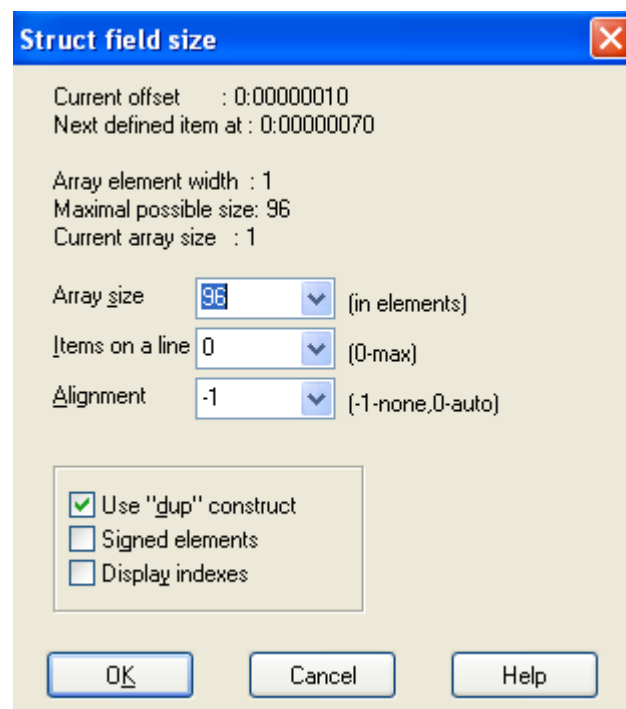 Struct field size
Current offset : 0:00000010
Next defined item at : 0:00000070
Array element width : 1
Maximal possible size: 96
Current array size : 1
Array size 96 (in elements)
Items on a line 0 (0-max)
Alignment -1 (-1-none,0-auto)
Use "dup" construct
Signed elements
Display indexes
OK Cancel Help